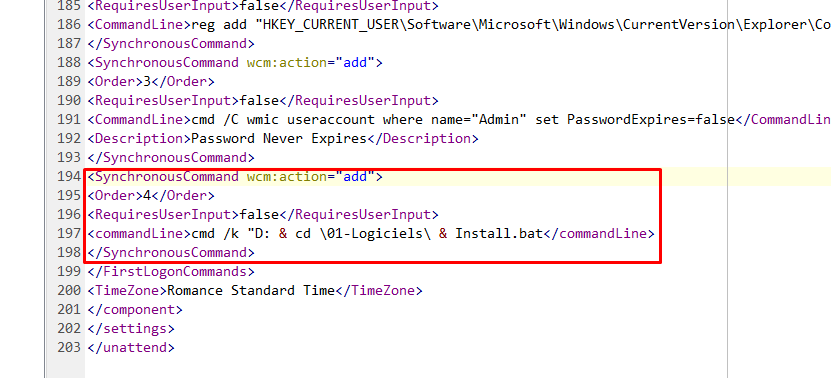 185 <RequiresUserInput>false</RequiresUserInput>
186 <CommandLine>reg add "HKEY_CURRENT_USER\Software\Microsoft\Windows\CurrentVersion\Explorer\Co
187 </SynchronousCommand>
188 <SynchronousCommand wcm:action="add">
189 <Order>3</Order>
190 <RequiresUserInput>false</RequiresUserInput>
191 <CommandLine>cmd /C wmic useraccount where name="Admin" set PasswordExpires=false</CommandLin
192 <Description>Password Never Expires</Description>
193 </SynchronousCommand>
194 <SynchronousCommand wcm:action="add">
195 <Order>4</Order>
196 <RequiresUserInput>false</RequiresUserInput>
197 <commandLine>cmd /k "D: & cd \01-Logiciels\ & Install.bat</commandLine>
198 </SynchronousCommand>
199 </FirstLogonCommands>
200 <TimeZone>Romance Standard Time</TimeZone>
201 </component>
202 </settings>
203 </unattend>